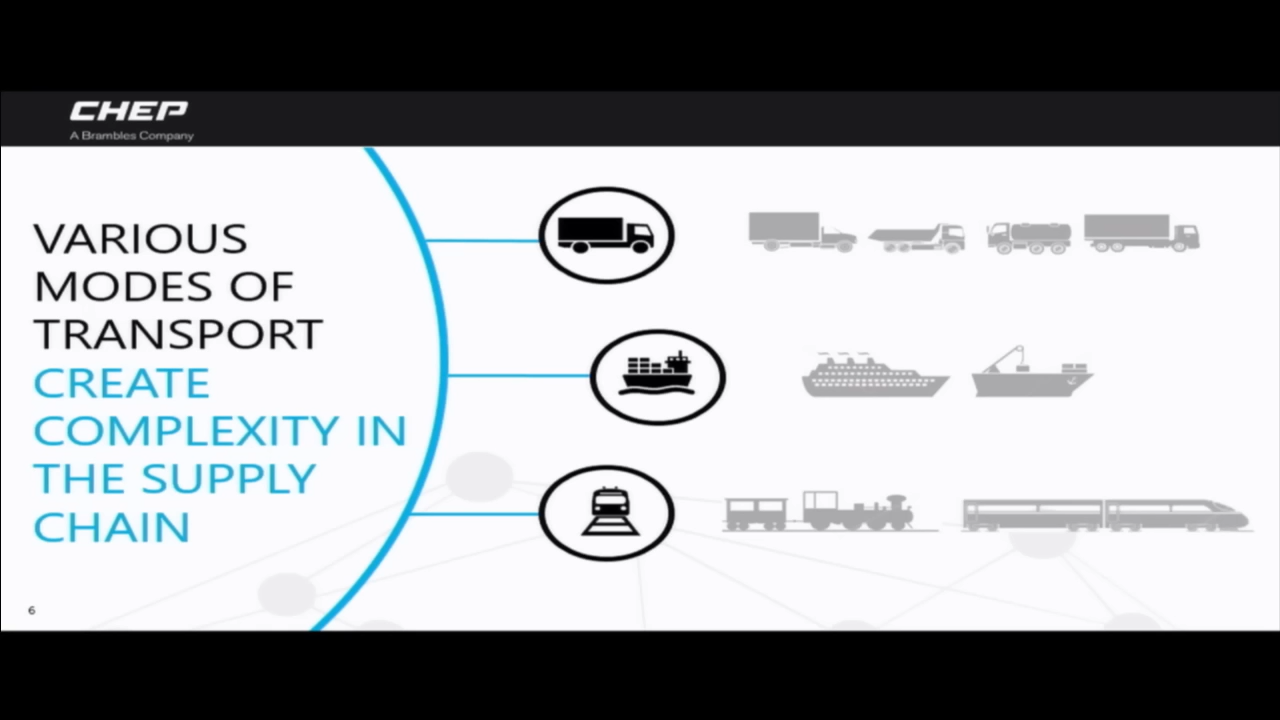 CHEP
A Brambles Company
VARIOUS
MODES OF
TRANSPORT
CREATE
COMPLEXITY IN
THE SUPPLY
CHAIN
6